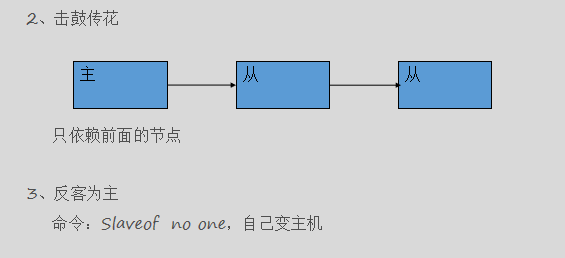 2、击鼓传花
主 从 从
只依赖前面的节点
3、反客为主
命令：Slaveof no one，自己变主机